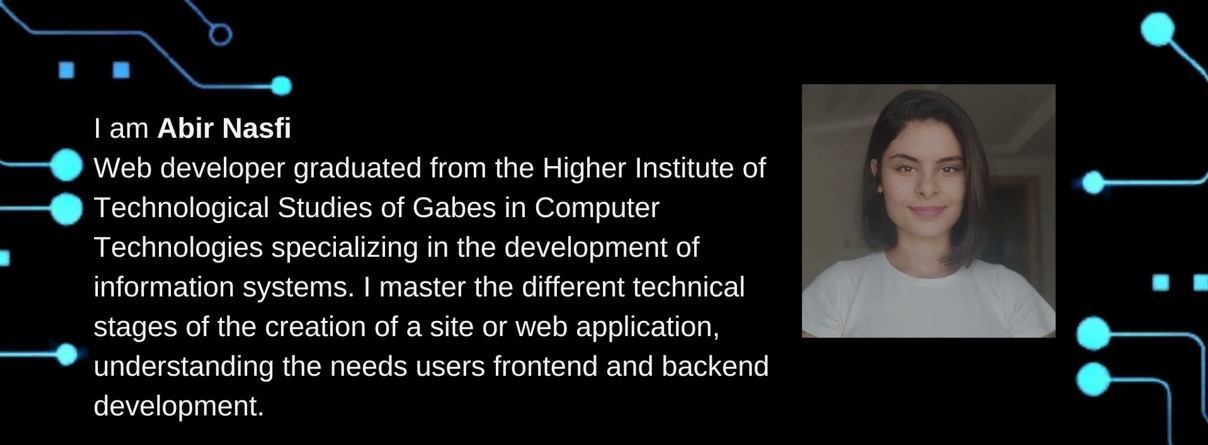 I am Abir Nasfi
Web developer graduated from the Higher Institute of
Technological Studies of Gabes in Computer
Technologies specializing in the development of
information systems. I master the different technical
stages of the creation of a site or web application,
understanding the needs users frontend and backend
development.